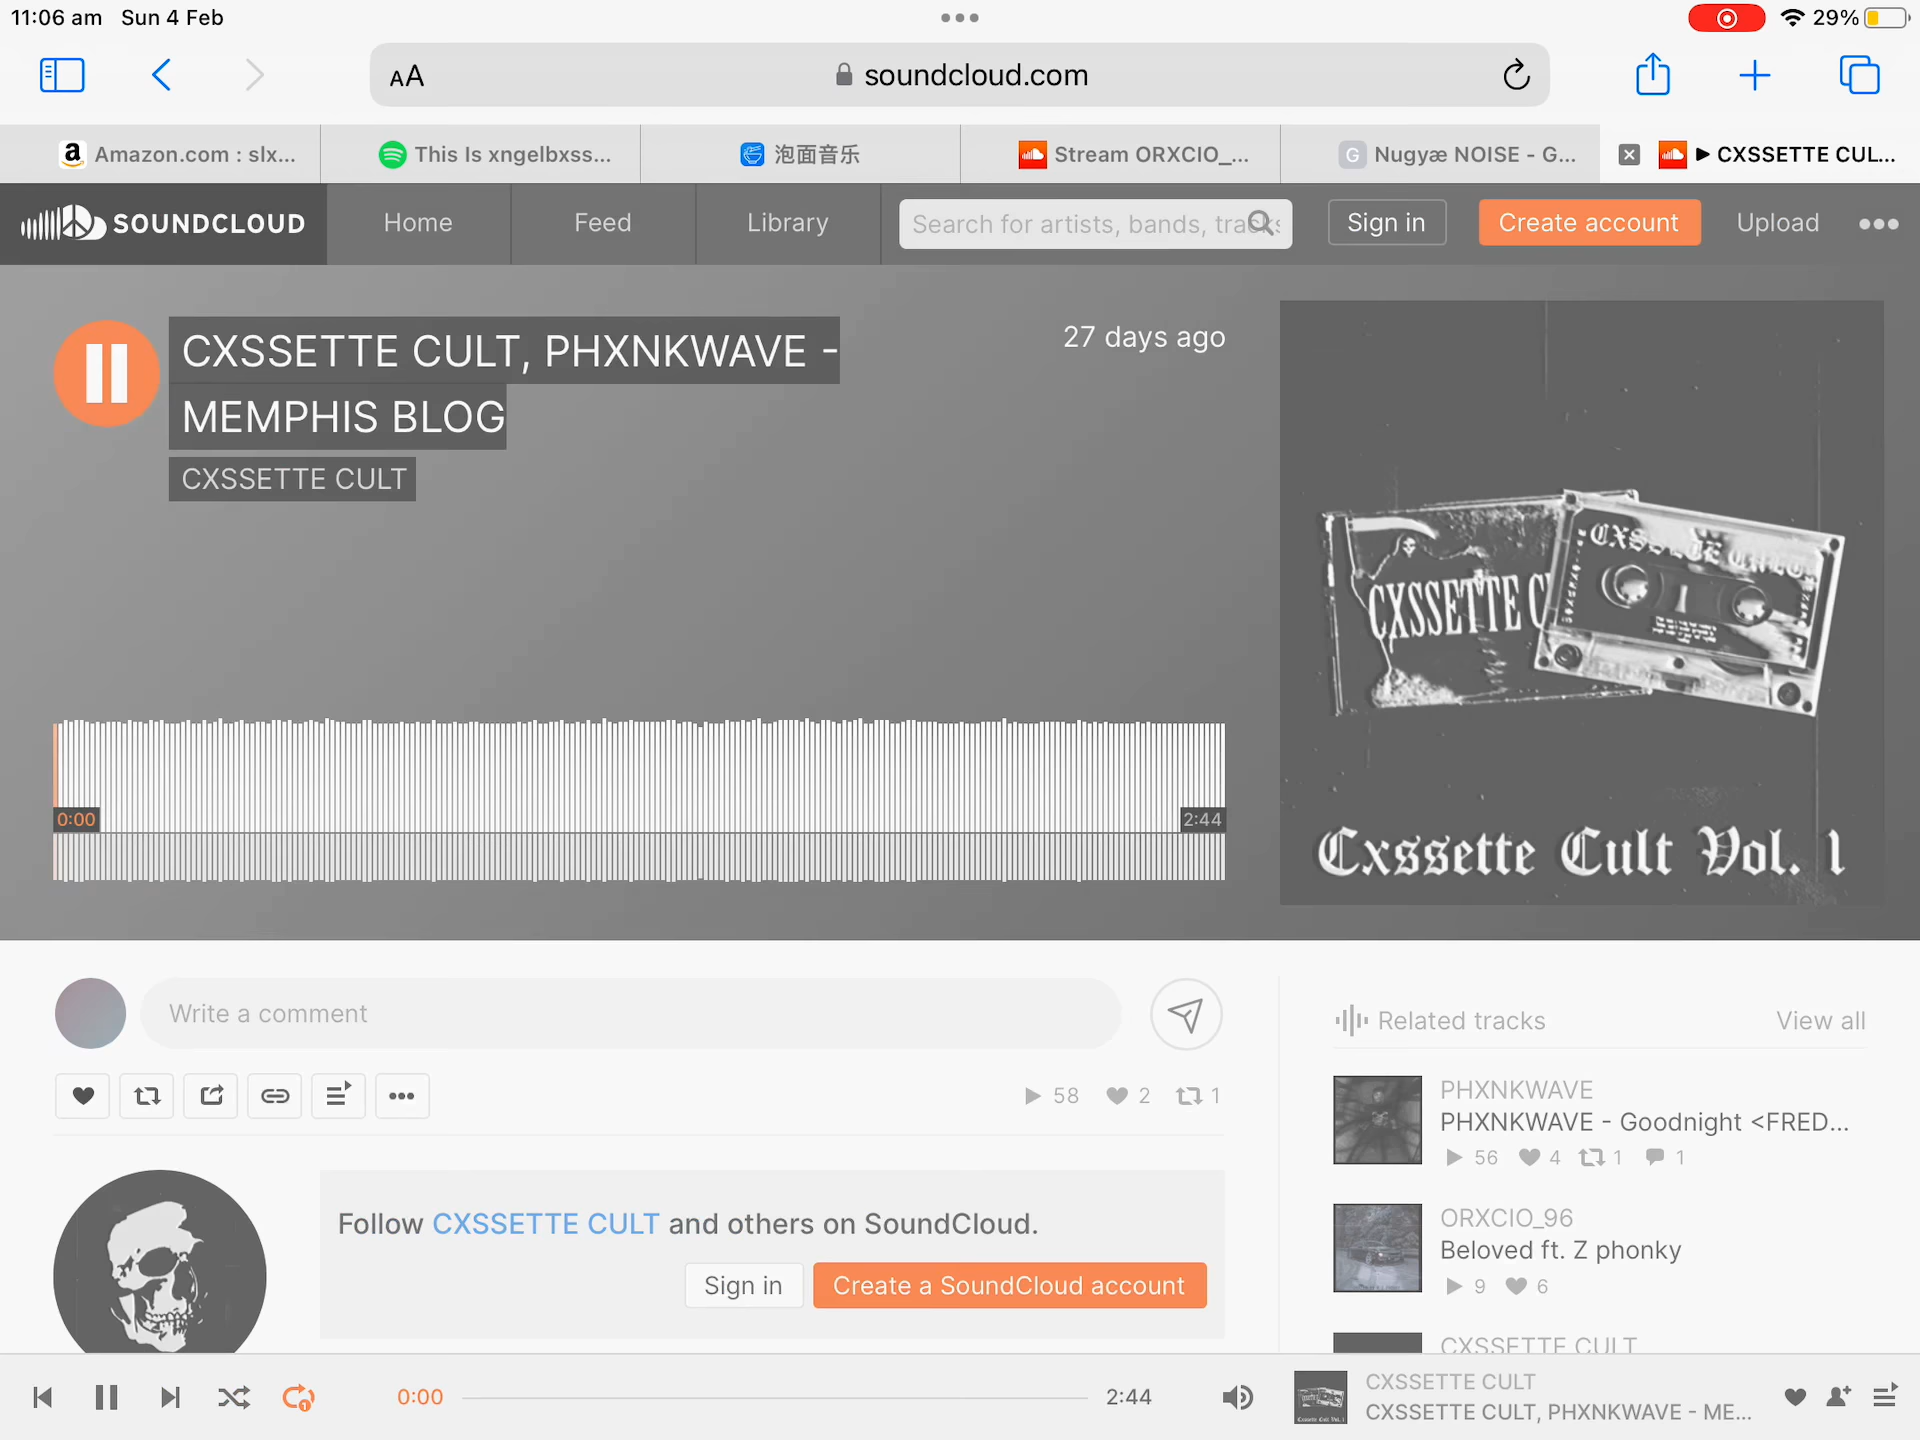 11:06 am Sun 4 Feb
29%
AA soundcloud.com
Amazon.com : slx...
This Is xngelbxss...
泡面音乐
Stream ORXCIO_...
G Nugyæ NOISE - G...
CXSSETTE CUL...
SOUNDCLOUD
Home
Feed
Library
Search for artists, bands, tracks
Sign in
Create account
Upload
CXSSETTE CULT, PHXNKWAVE -
MEMPHIS BLOG
CXSSETTE CULT
27 days ago
CXSSETTE C
CXSSETTE CULT
Cxssette Cult Vol. 1
0:00
2:44
Write a comment
58 2 1
Follow CXSSETTE CULT and others on SoundCloud.
Sign in
Create a SoundCloud account
Related tracks
View all
PHXNKWAVE
PHXNKWAVE - Goodnight <FRED...
56 4 1 1
ORXCIO_96
Beloved ft. Z phonky
9 6
CXSSETTE CULT
1
0:00
2:44
CXSSETTE CULT
CXSSETTE CULT, PHXNKWAVE - ME...